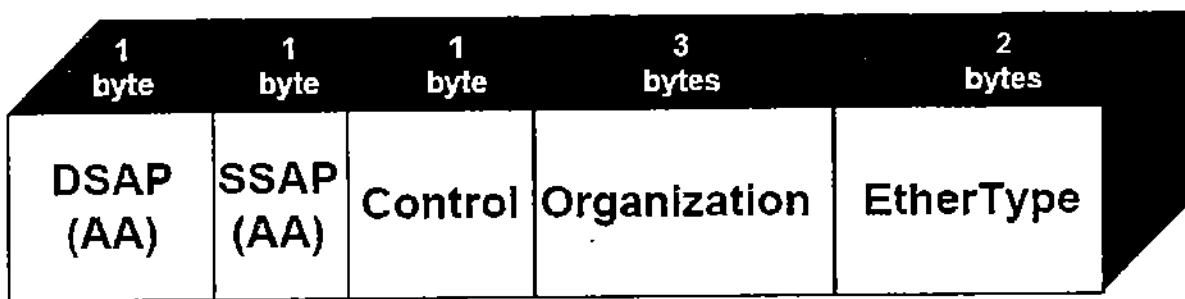 1 1 1 3 2
byte byte byte bytes bytes
DSAP SSAP Control Organization EtherType
(AA) (AA)